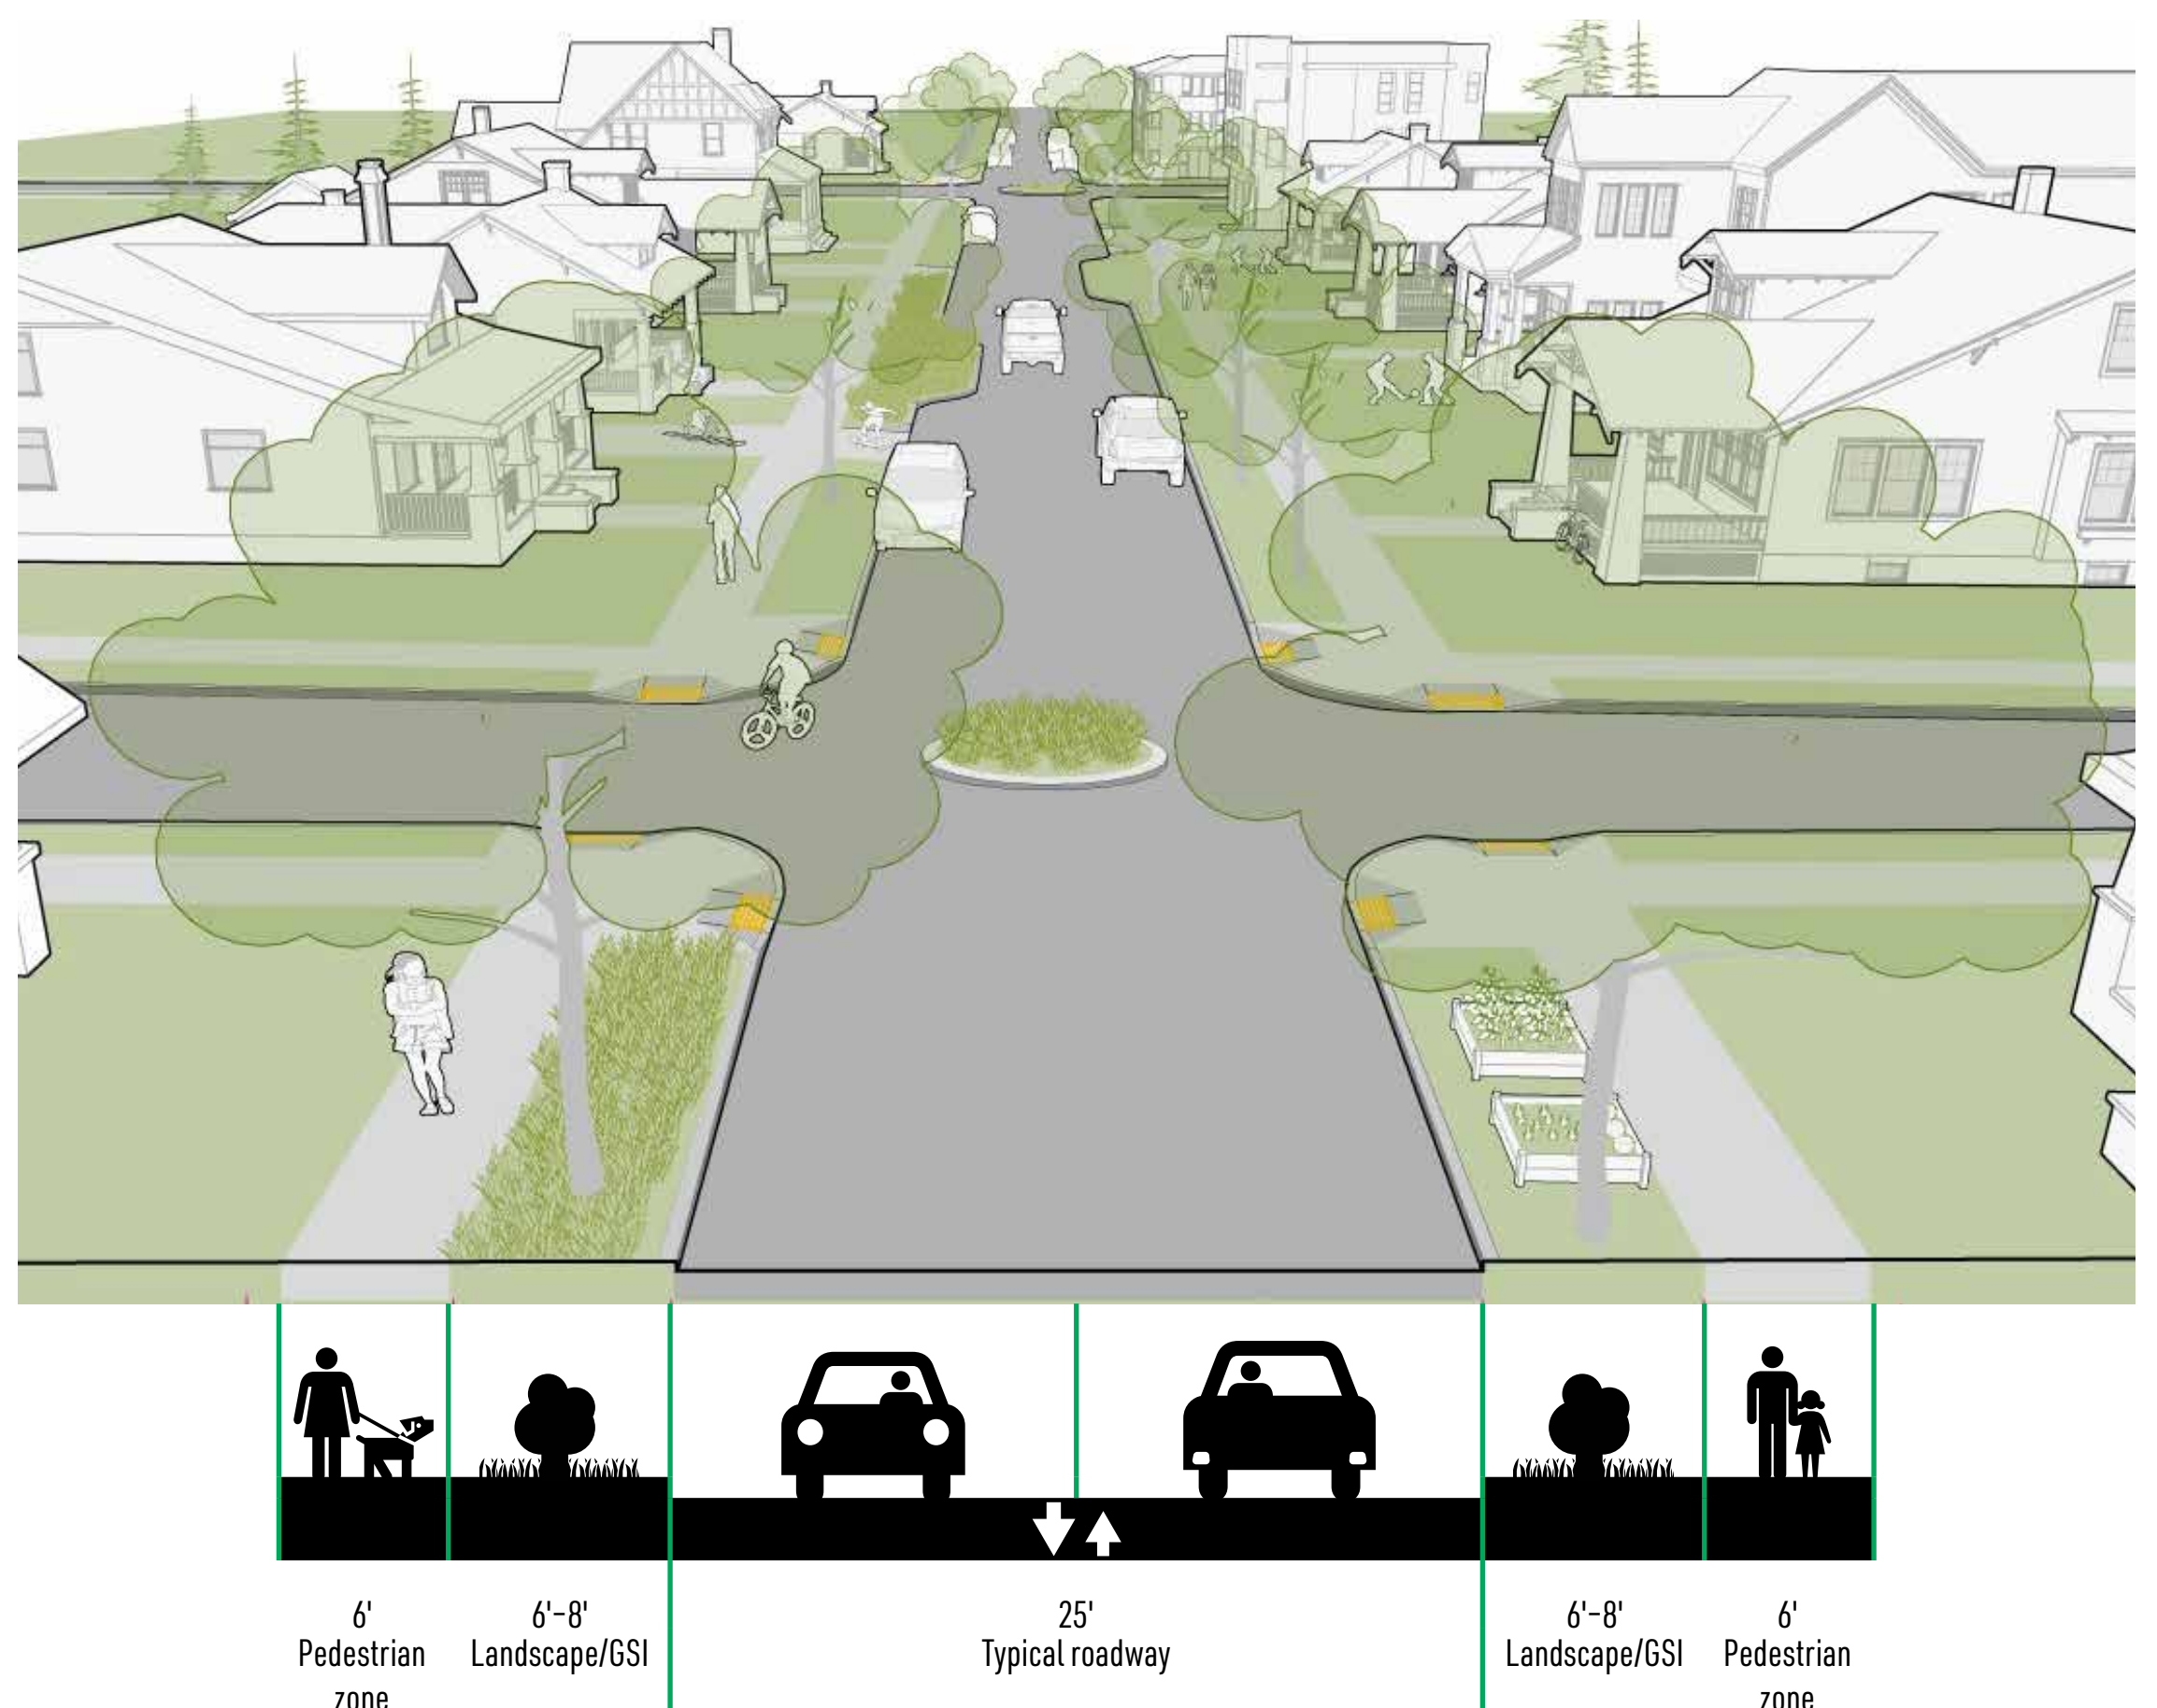 6'
Pedestrian
zone
6'-8'
Landscape/GSI
25'
Typical roadway
6'-8'
Landscape/GSI
6'
Pedestrian
zone